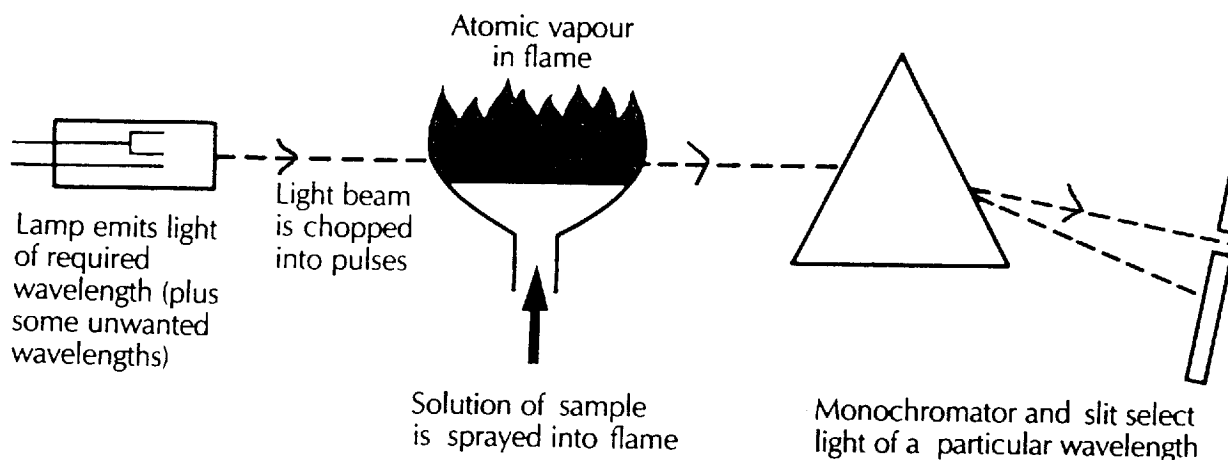 Atomic vapour
in flame
Lamp emits light
of required
wavelength (plus
some unwanted
wavelengths)
Light beam
is chopped
into pulses
Solution of sample
is sprayed into flame
Monochromator and slit select
light of a particular wavelength